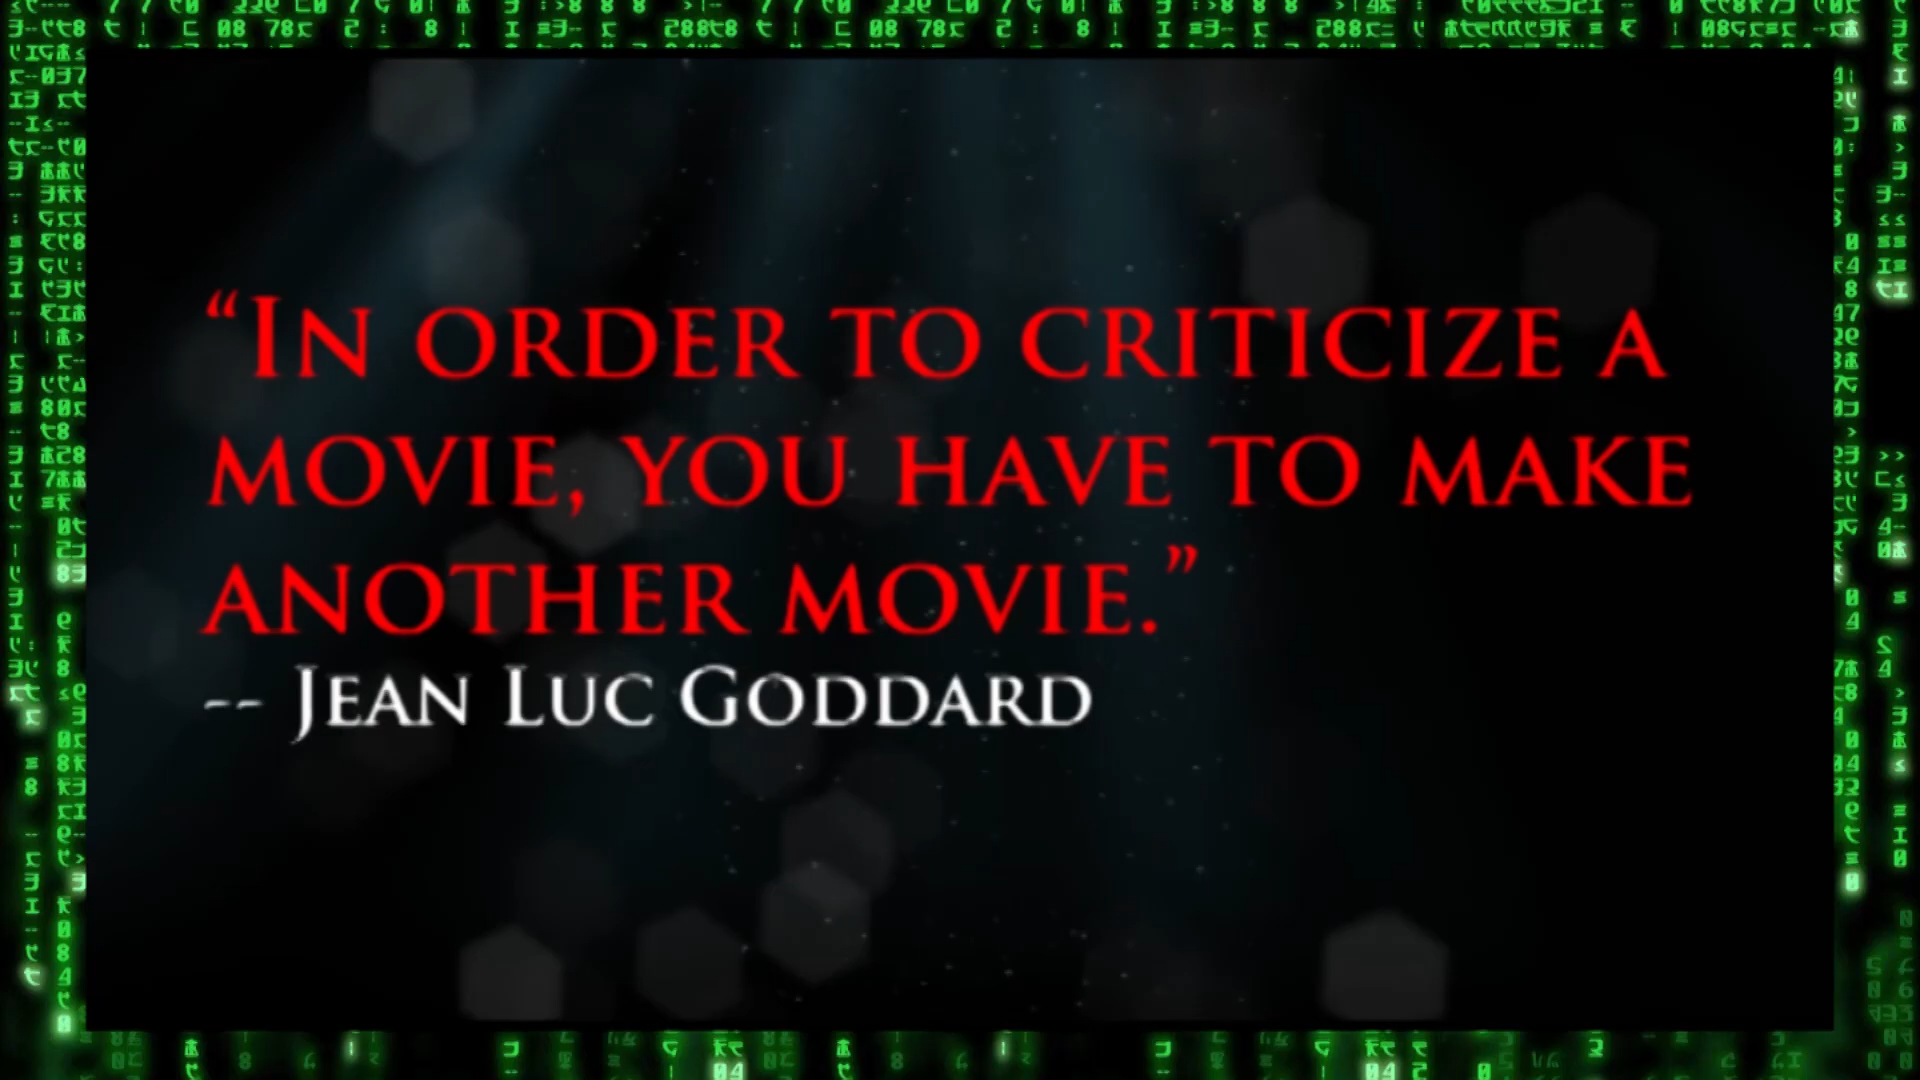 “In order to criticize a
movie, you have to make
another movie.”
-- Jean Luc Goddard